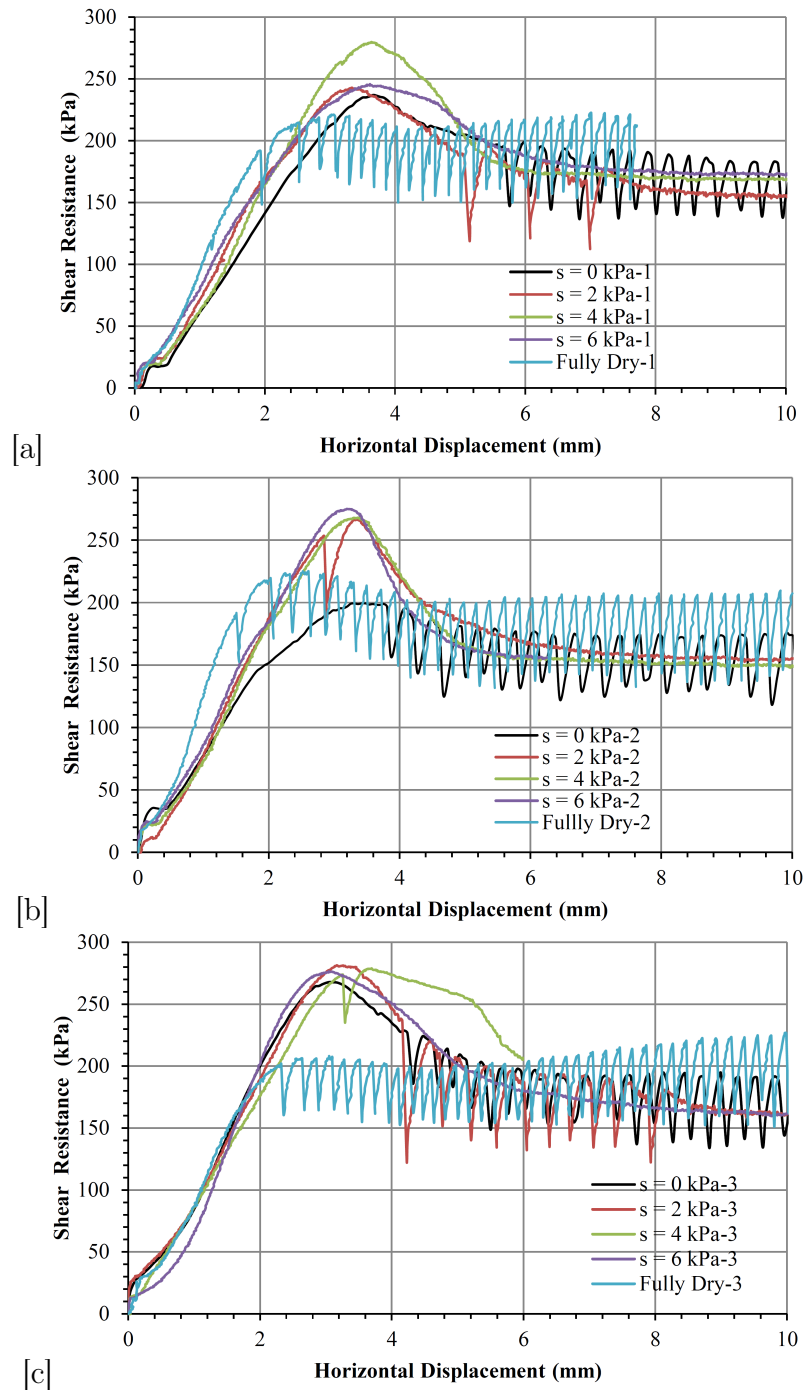 300
250
200
150
100
50
0
Shear Resistance (kPa)
s = 0 kPa-1
s = 2 kPa-1
s = 4 kPa-1
s = 6 kPa-1
Fully Dry-1
0 2 4 6 8 10
Horizontal Displacement (mm)
[a]
300
250
200
150
100
50
0
Shear Resistance (kPa)
s = 0 kPa-2
s = 2 kPa-2
s = 4 kPa-2
s = 6 kPa-2
Fullly Dry-2
0 2 4 6 8 10
Horizontal Displacement (mm)
[b]
300
250
200
150
100
50
0
Shear Resistance (kPa)
s = 0 kPa-3
s = 2 kPa-3
s = 4 kPa-3
s = 6 kPa-3
Fully Dry-3
0 2 4 6 8 10
Horizontal Displacement (mm)
[c]